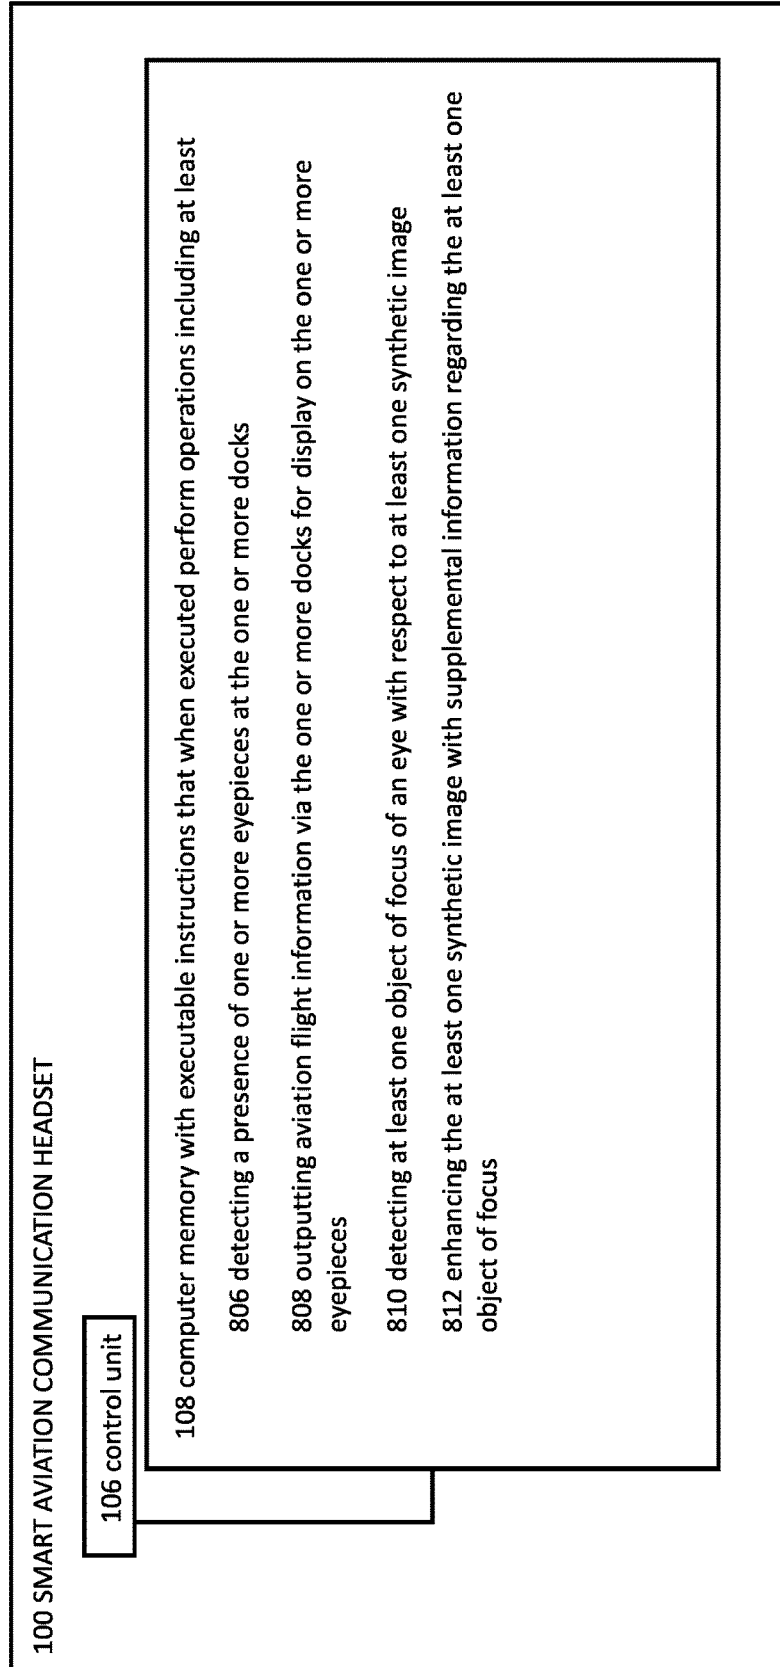 100 SMART AVIATION COMMUNICATION HEADSET
106 control unit
108 computer memory with executable instructions that when executed perform operations including at least
806 detecting a presence of one or more eyepieces at the one or more docks
808 outputting aviation flight information via the one or more docks for display on the one or more
eyepieces
810 detecting at least one object of focus of an eye with respect to at least one synthetic image
812 enhancing the at least one synthetic image with supplemental information regarding the at least one
object of focus